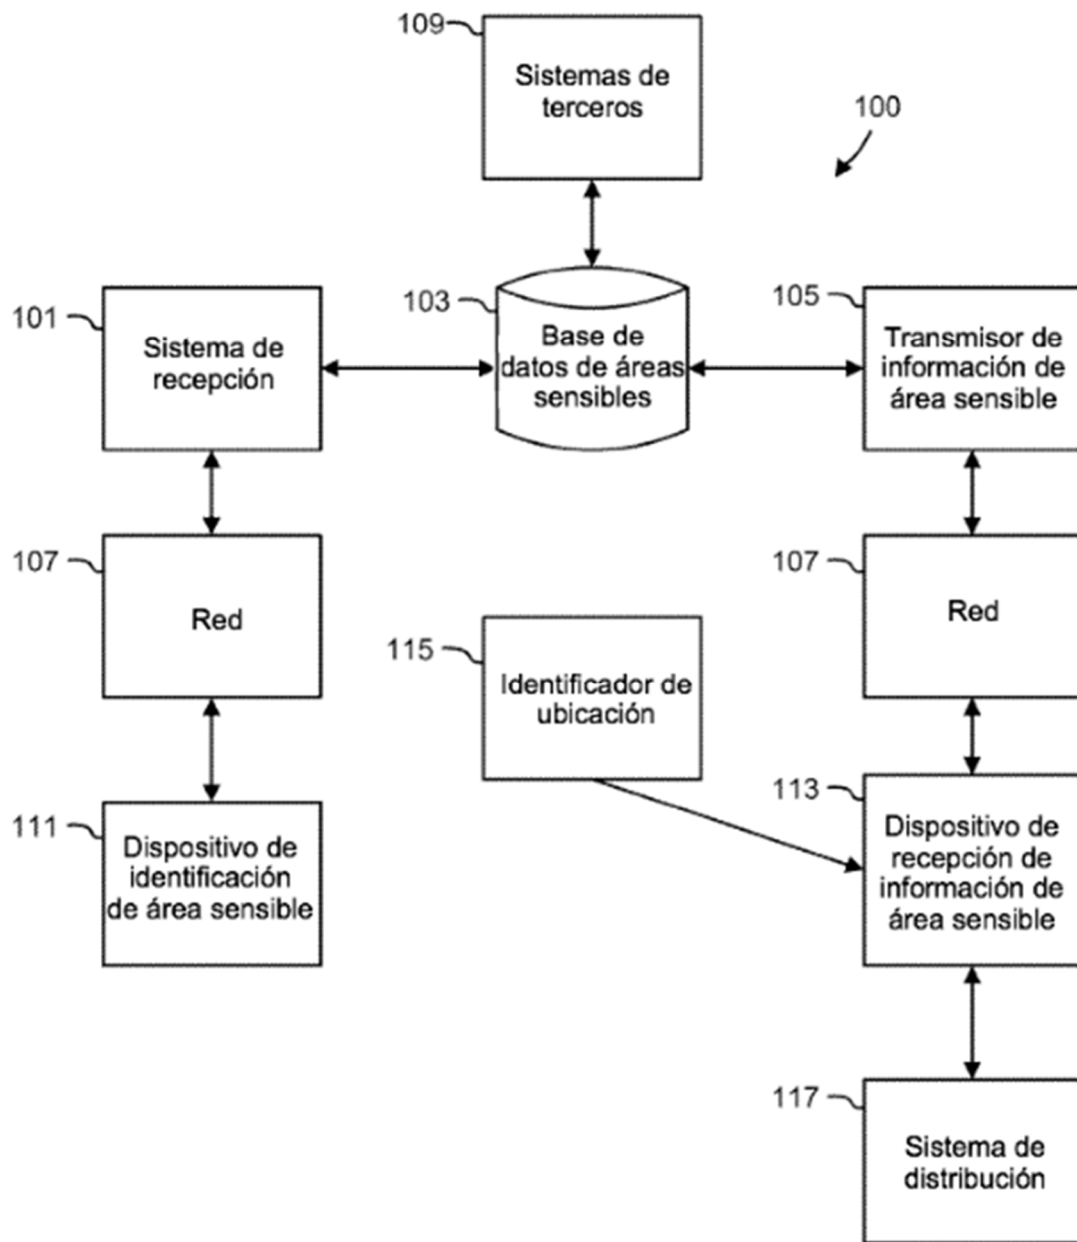 109
Sistemas de
terceros
100
101
Sistema de
recepción
103
Base de
datos de áreas
sensibles
105
Transmisor de
información de
área sensible
107
Red
107
Red
115
Identificador de
ubicación
111
Dispositivo de
identificación
de área sensible
113
Dispositivo de
recepción de
información de
área sensible
117
Sistema de
distribución